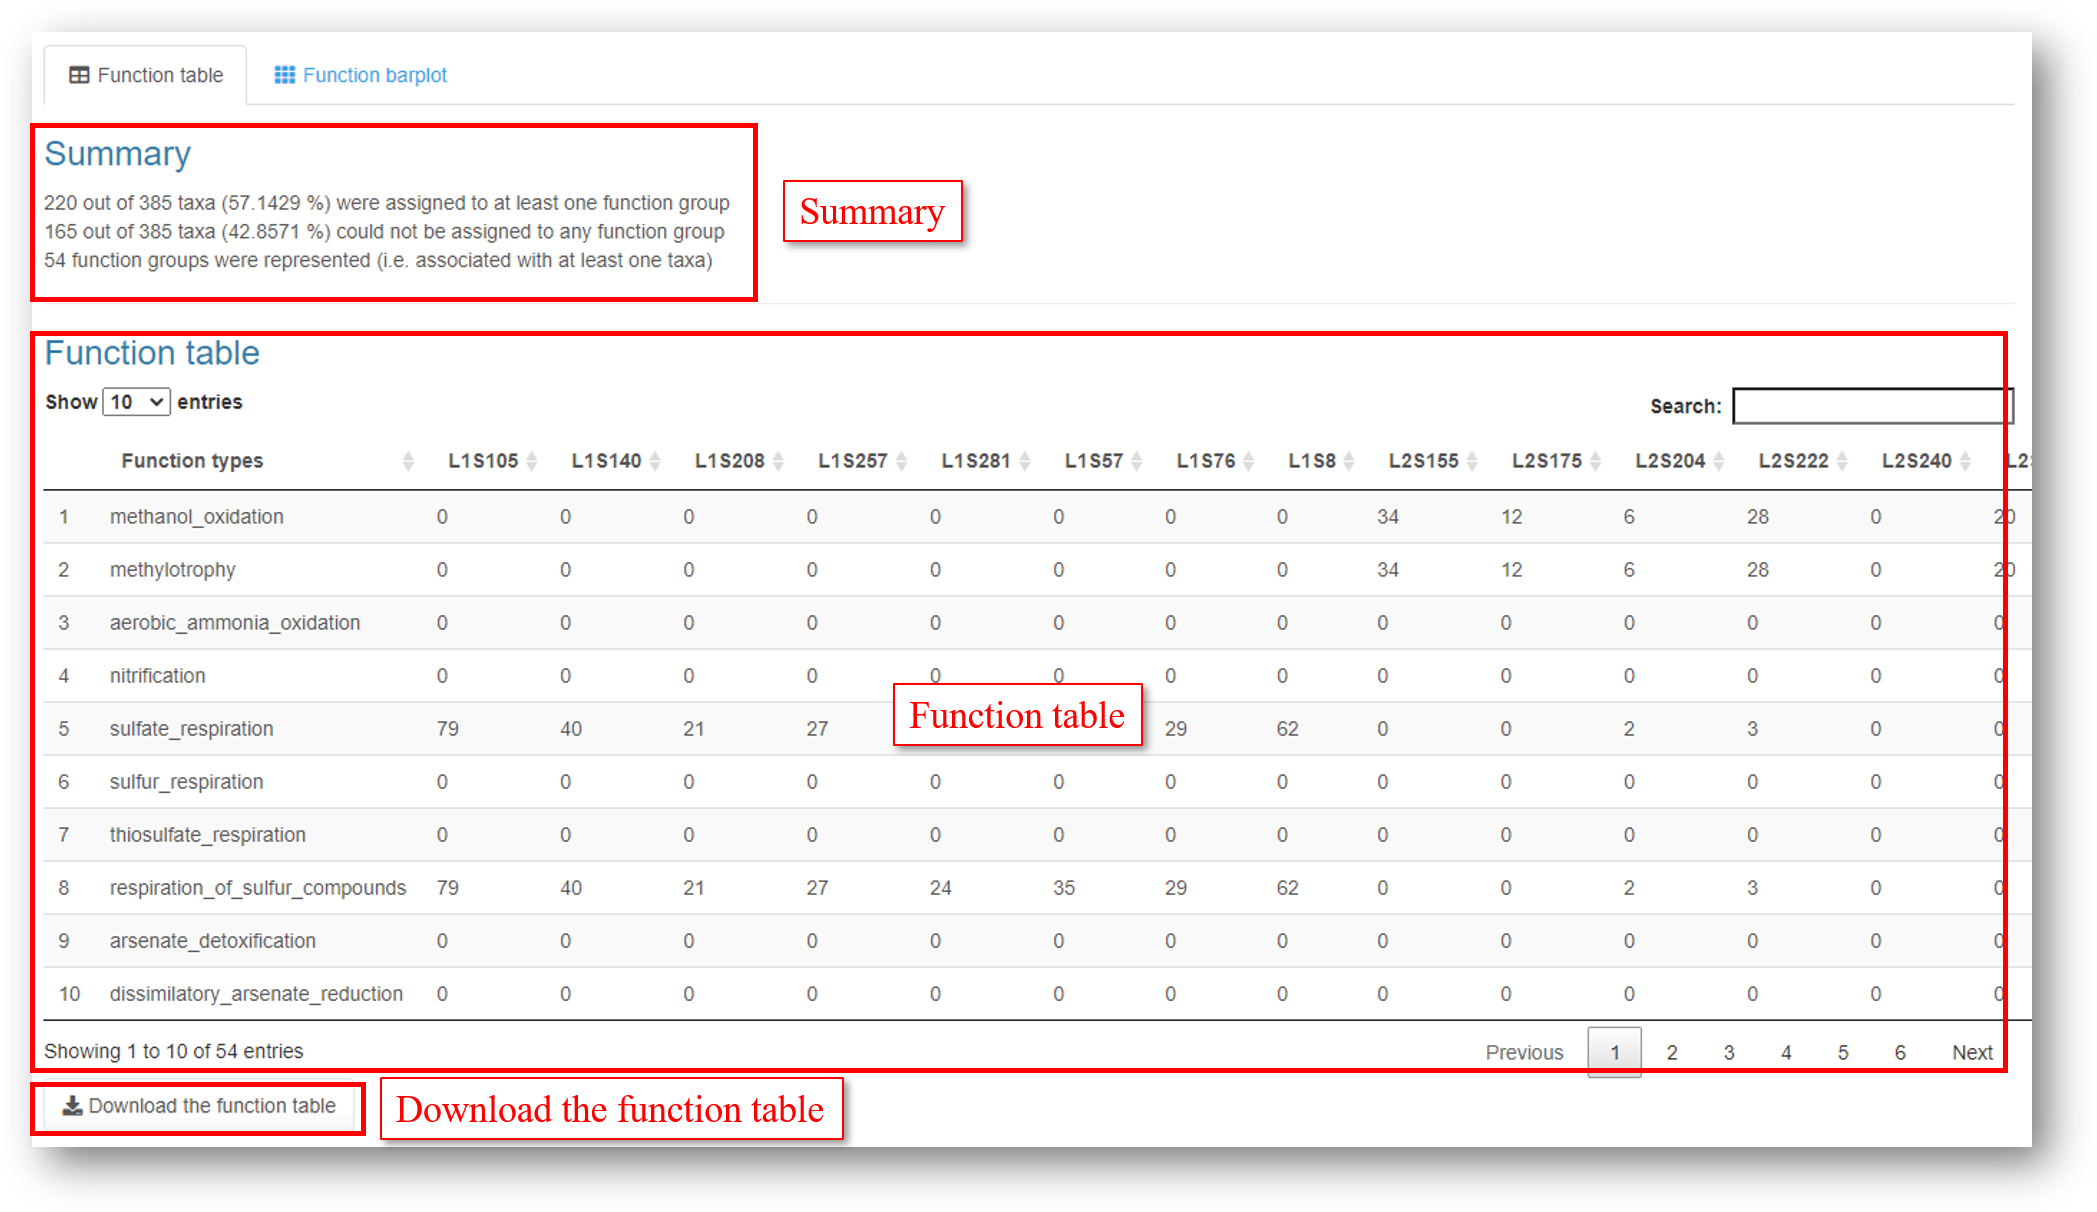 Function table Function barplot
Summary
220 out of 385 taxa (57.1429 %) were assigned to at least one function group
165 out of 385 taxa (42.8571 %) could not be assigned to any function group
54 function groups were represented (i.e. associated with at least one taxa)
Summary
Function table
Show 10 entries Search:
Function types L1S105 L1S140 L1S208 L1S257 L1S281 L1S57 L1S76 L1S8 L2S155 L2S175 L2S204 L2S222 L2S240
1 methanol_oxidation 0 0 0 0 0 0 0 0 34 12 6 28 0 20
2 methylotrophy 0 0 0 0 0 0 0 0 34 12 6 28 0 20
3 aerobic_ammonia_oxidation 0 0 0 0 0 0 0 0 0 0 0 0 0 0
4 nitrification 0 0 0 0 0 0 0 0 0 0 0 0 0 0
5 sulfate_respiration 79 40 21 27 29 62 0 0 2 3 0 0
Function table
6 sulfur_respiration 0 0 0 0 0 0 0 0 0 0 0 0 0 0
7 thiosulfate_respiration 0 0 0 0 0 0 0 0 0 0 0 0 0 0
8 respiration_of_sulfur_compounds 79 40 21 27 24 35 29 62 0 0 2 3 0 0
9 arsenate_detoxification 0 0 0 0 0 0 0 0 0 0 0 0 0 0
10 dissimilatory_arsenate_reduction 0 0 0 0 0 0 0 0 0 0 0 0 0 0
Showing 1 to 10 of 54 entries Previous 1 2 3 4 5 6 Next
Download the function table
Download the function table